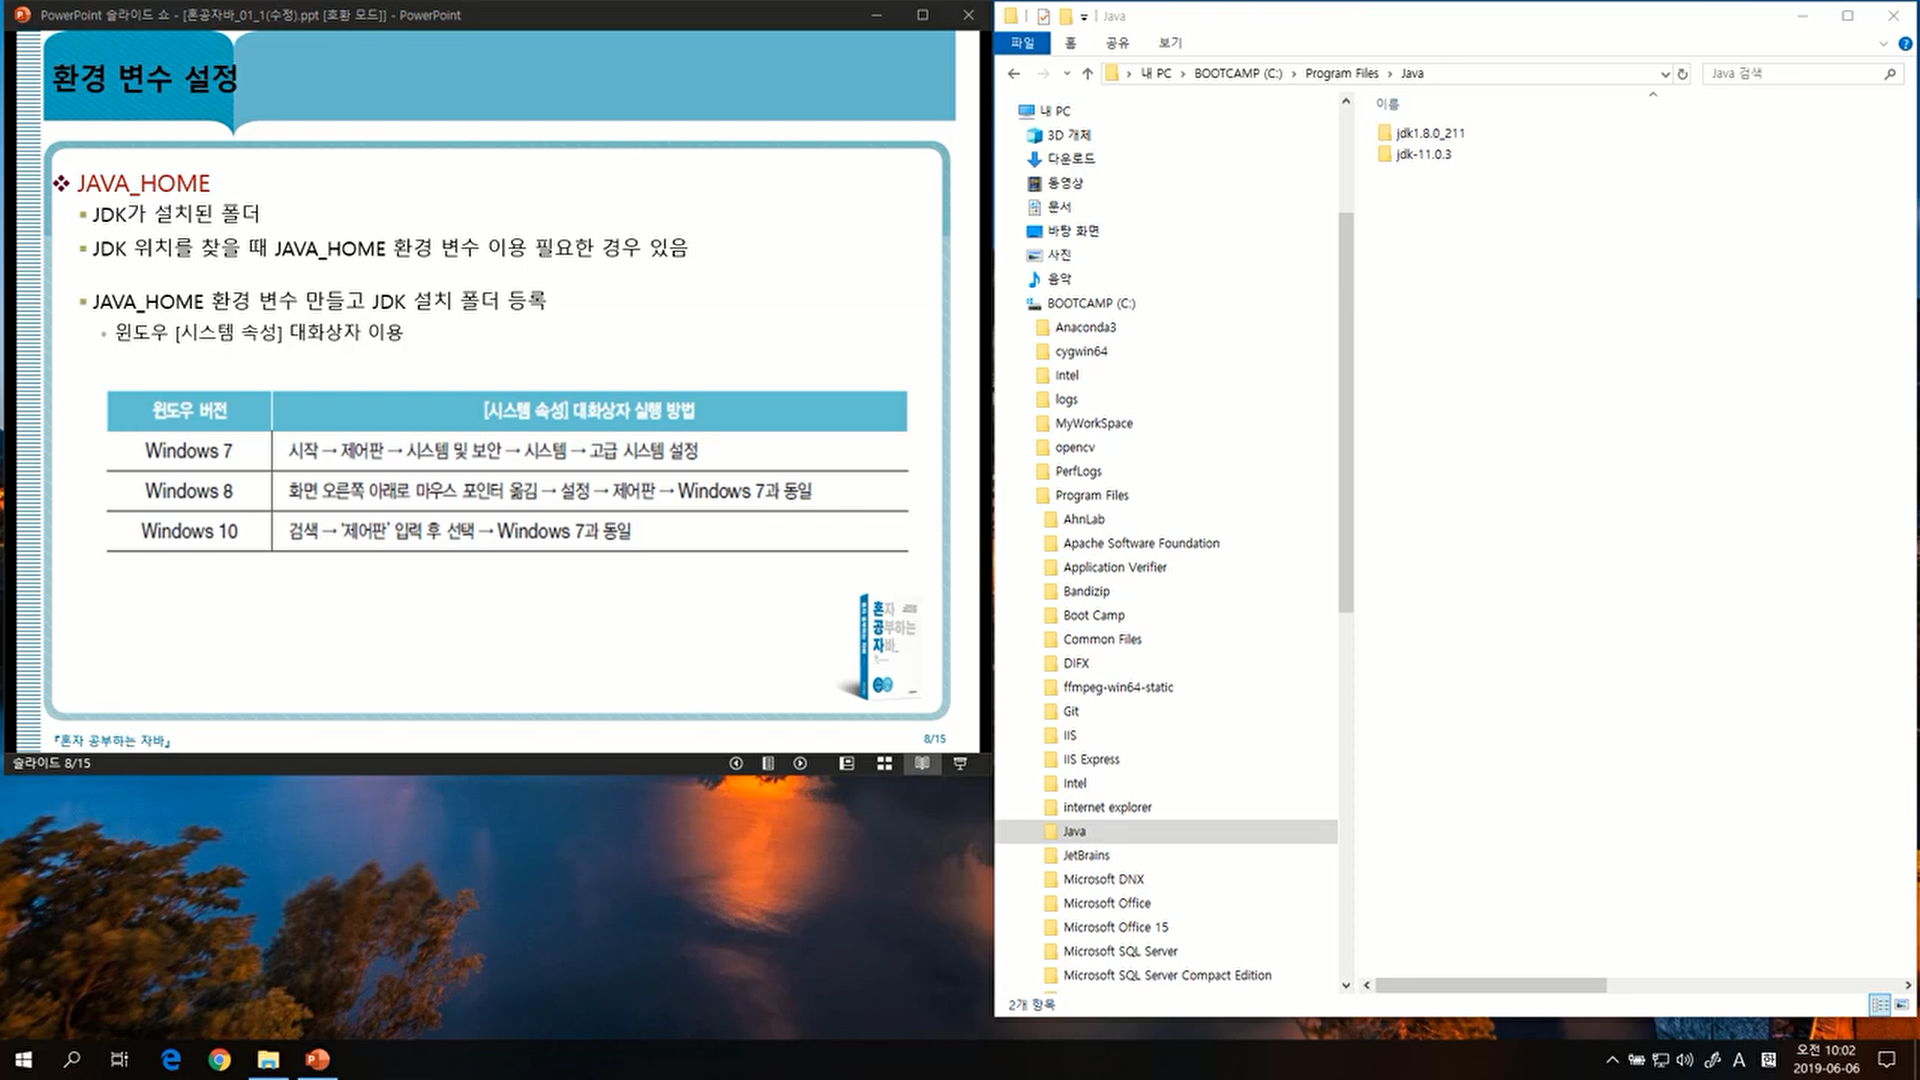 PowerPoint 슬라이드 쇼 - [혼공자바_01_1(수정).ppt [호환 모드]] - PowerPoint
환경 변수 설정
JAVA_HOME
JDK가 설치된 폴더
JDK 위치를 찾을 때 JAVA_HOME 환경 변수 이용 필요한 경우 있음
JAVA_HOME 환경 변수 만들고 JDK 설치 폴더 등록
윈도우 [시스템 속성] 대화상자 이용
윈도우 버전 [시스템 속성] 대화상자 실행 방법
Windows 7 시작 → 제어판 → 시스템 및 보안 → 시스템 → 고급 시스템 설정
Windows 8 화면 오른쪽 아래로 마우스 포인터 옮김 → 설정 → 제어판 → Windows 7과 동일
Windows 10 검색 → '제어판' 입력 후 선택 → Windows 7과 동일
혼자
공부하는
자바
『혼자 공부하는 자바』
8/15
슬라이드 8/15
Java
파일 홈 공유 보기
내 PC › BOOTCAMP (C:) › Program Files › Java
Java 검색
내 PC
3D 개체
다운로드
동영상
문서
바탕 화면
사진
음악
BOOTCAMP (C:)
Anaconda3
cygwin64
Intel
logs
MyWorkSpace
opencv
PerfLogs
Program Files
AhnLab
Apache Software Foundation
Application Verifier
Bandizip
Boot Camp
Common Files
DIFX
ffmpeg-win64-static
Git
IIS
IIS Express
Intel
internet explorer
Java
JetBrains
Microsoft DNX
Microsoft Office
Microsoft Office 15
Microsoft SQL Server
Microsoft SQL Server Compact Edition
이름
jdk1.8.0_211
jdk-11.0.3
2개 항목
A 한
오전 10:02
2019-06-06